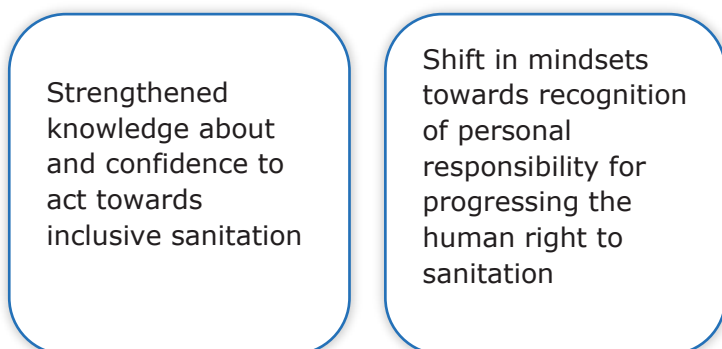 Strengthened
knowledge about
and confidence to
act towards
inclusive sanitation
Shift in mindsets
towards recognition
of personal
responsibility for
progressing the
human right to
sanitation